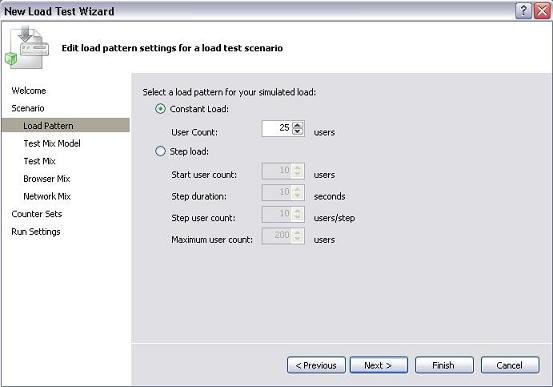 New Load Test Wizard
Edit load pattern settings for a load test scenario
Welcome
Scenario
Load Pattern
Test Mix Model
Test Mix
Browser Mix
Network Mix
Counter Sets
Run Settings
Select a load pattern for your simulated load:
Constant Load:
User Count: 25 users
Step load:
Start user count: 10 users
Step duration: 10 seconds
Step user count: 10 users/step
Maximum user count: 200 users
< Previous Next > Finish Cancel